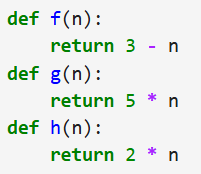 def f(n):
    return 3 - n
def g(n):
    return 5 * n
def h(n):
    return 2 * n